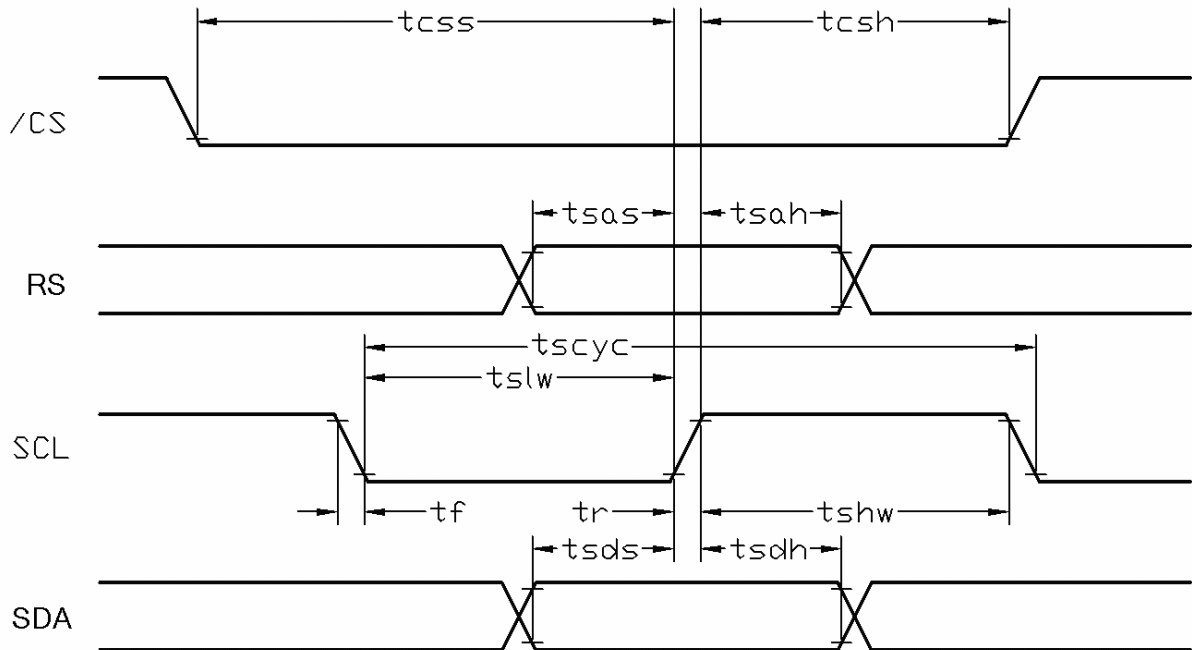 tcss tcsh
/CS
tsas tsah
RS
tscyc
tslw
SCL
tf tr tshw
tsds tsdh
SDA